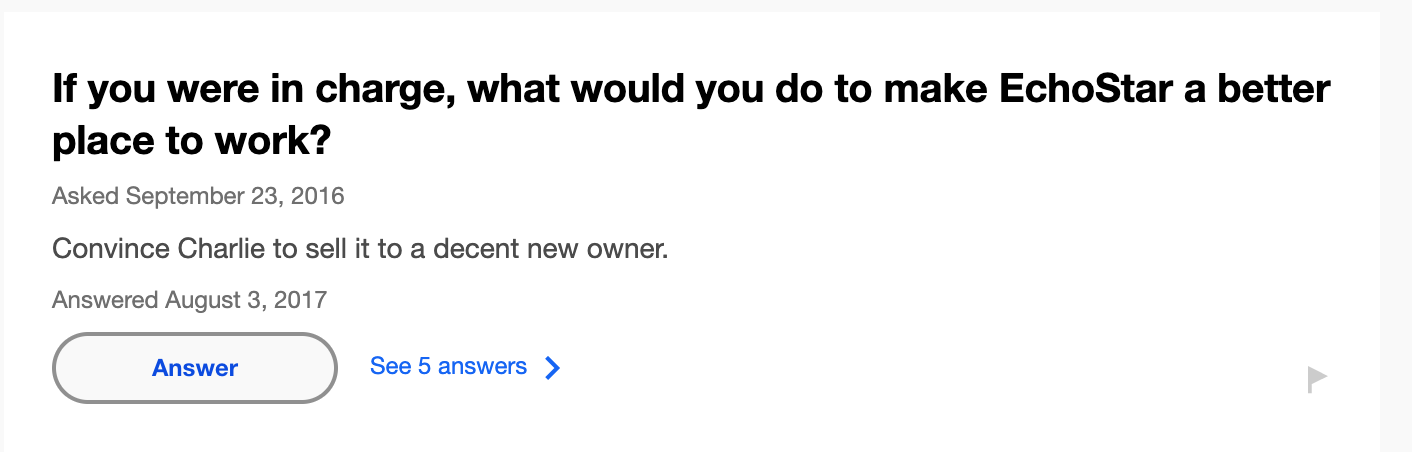 If you were in charge, what would you do to make EchoStar a better
place to work?
Asked September 23, 2016
Convince Charlie to sell it to a decent new owner.
Answered August 3, 2017
Answer
See 5 answers